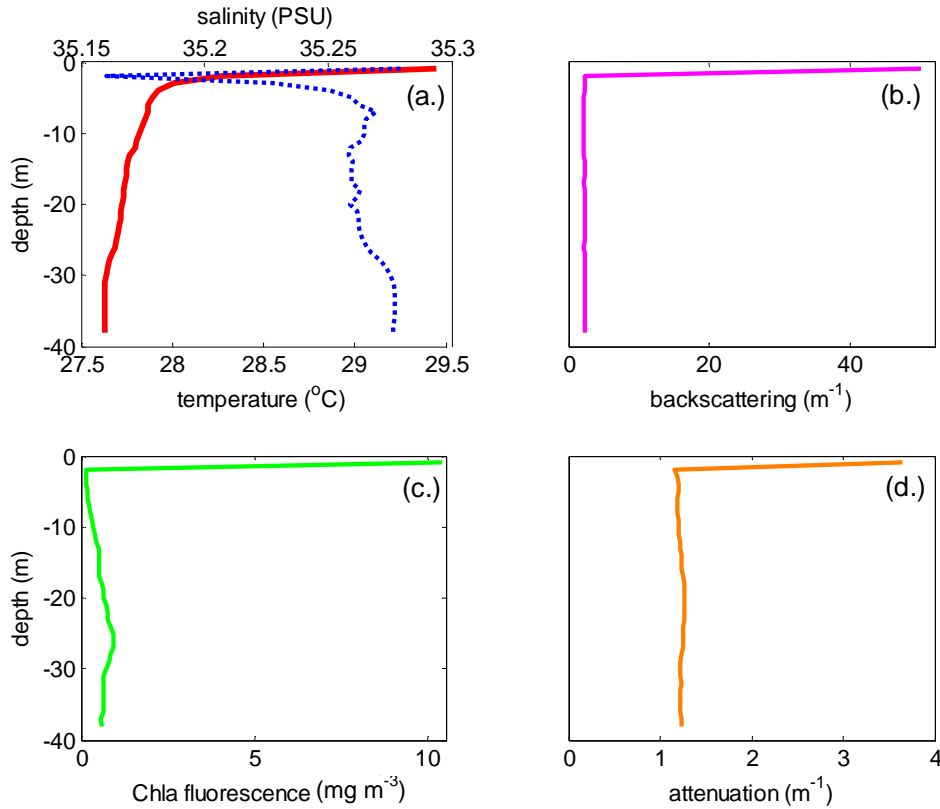 salinity (PSU)
35.15 35.2 35.25 35.3
0
-10
-20
-30
-40
depth (m)
(a.)
27.5 28 28.5 29 29.5
temperature (°C)
(b.)
0 20 40
backscattering (m⁻¹)
0
-10
-20
-30
-40
depth (m)
(c.)
0 5 10
Chla fluorescence (mg m⁻³)
(d.)
0 1 2 3 4
attenuation (m⁻¹)